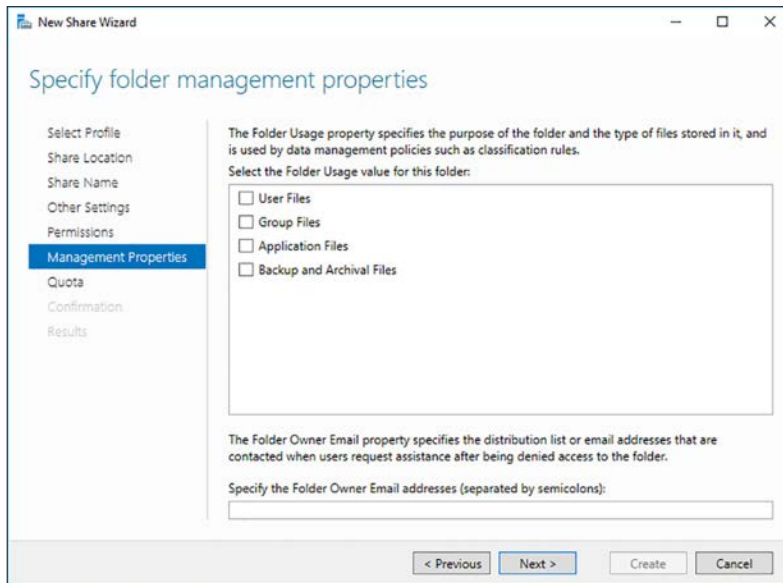 New Share Wizard
Specify folder management properties
Select Profile
Share Location
Share Name
Other Settings
Permissions
Management Properties
Quota
Confirmation
Results
The Folder Usage property specifies the purpose of the folder and the type of files stored in it, and
is used by data management policies such as classification rules.
Select the Folder Usage value for this folder:
User Files
Group Files
Application Files
Backup and Archival Files
The Folder Owner Email property specifies the distribution list or email addresses that are
contacted when users request assistance after being denied access to the folder.
Specify the Folder Owner Email addresses (separated by semicolons):
< Previous
Next >
Create
Cancel